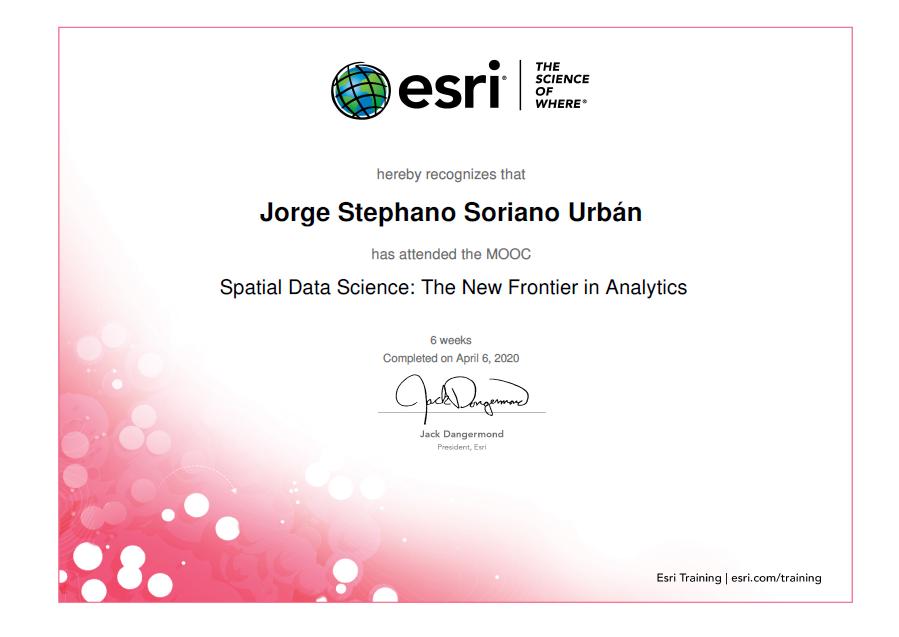 esri®
THE
SCIENCE
OF
WHERE®
hereby recognizes that
Jorge Stephano Soriano Urbán
has attended the MOOC
Spatial Data Science: The New Frontier in Analytics
6 weeks
Completed on April 6, 2020
Jack Dangermond
Jack Dangermond
President, Esri
Esri Training | esri.com/training